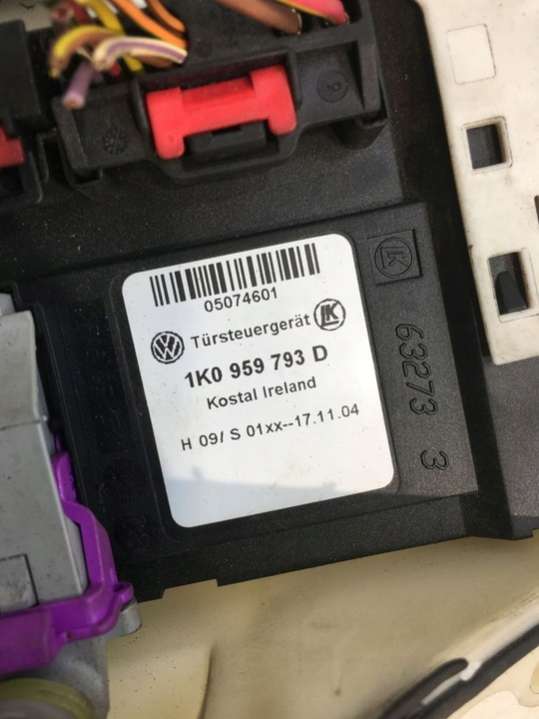 05074601
Türsteuergerät
1K0 959 793 D
Kostal Ireland
H 09/ S 01xx--17.11.04
63273 3